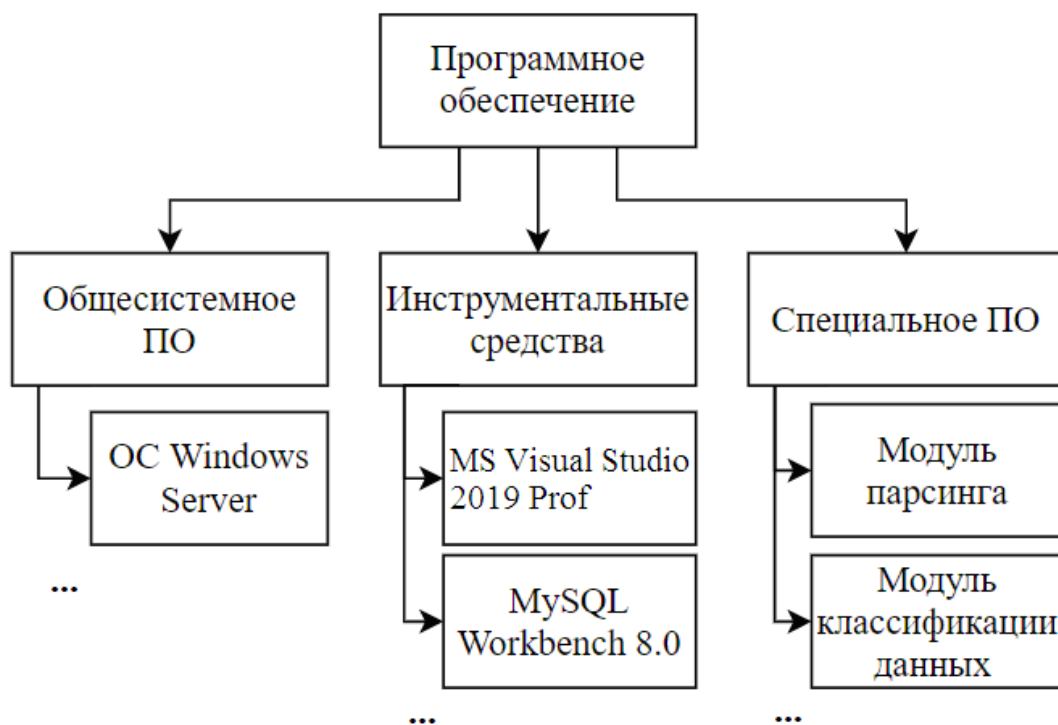 Программное
обеспечение
Общесистемное
ПО
Инструментальные
средства
Специальное ПО
ОС Windows
Server
MS Visual Studio
2019 Prof
Модуль
парсинга
...
MySQL
Workbench 8.0
Модуль
классификации
данных
...
...